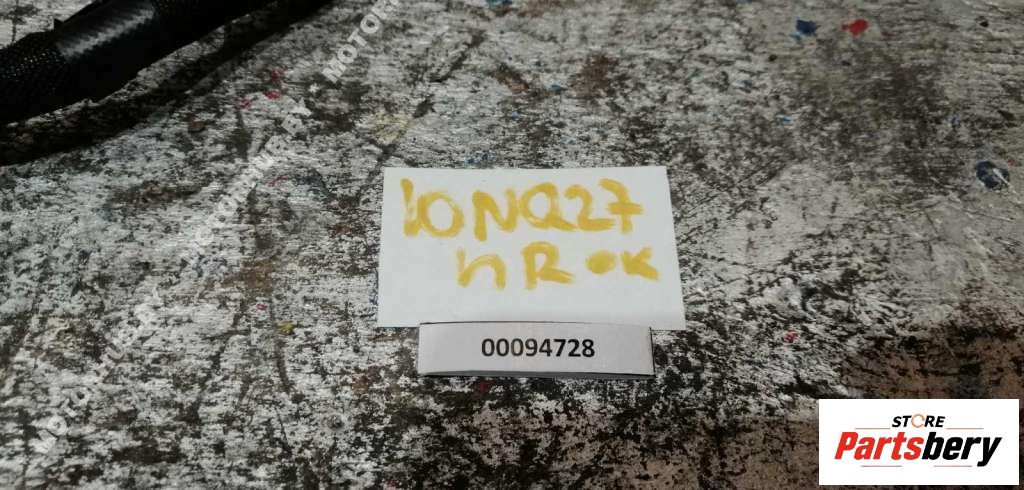 10NQ27
HR OK
00094728
STORE
Partsbery